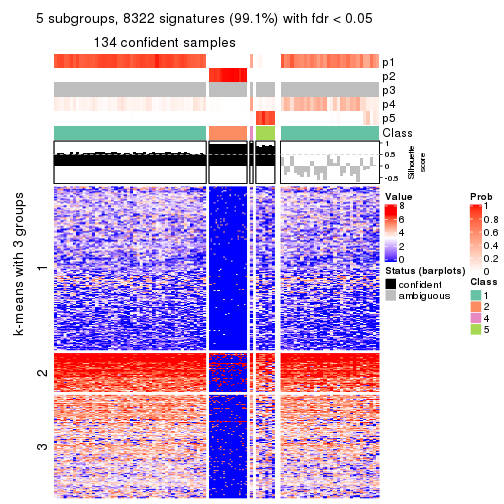 5 subgroups, 8322 signatures (99.1%) with fdr < 0.05
134 confident samples
p1
p2
p3
p4
p5
Class
1
0.5
0
-0.5
Silhouette
score
k-means with 3 groups
1
2
3
Value
8
6
4
2
0
Status (barplots)
confident
ambiguous
Prob
1
0.8
0.6
0.4
0.2
0
Class
1
2
4
5